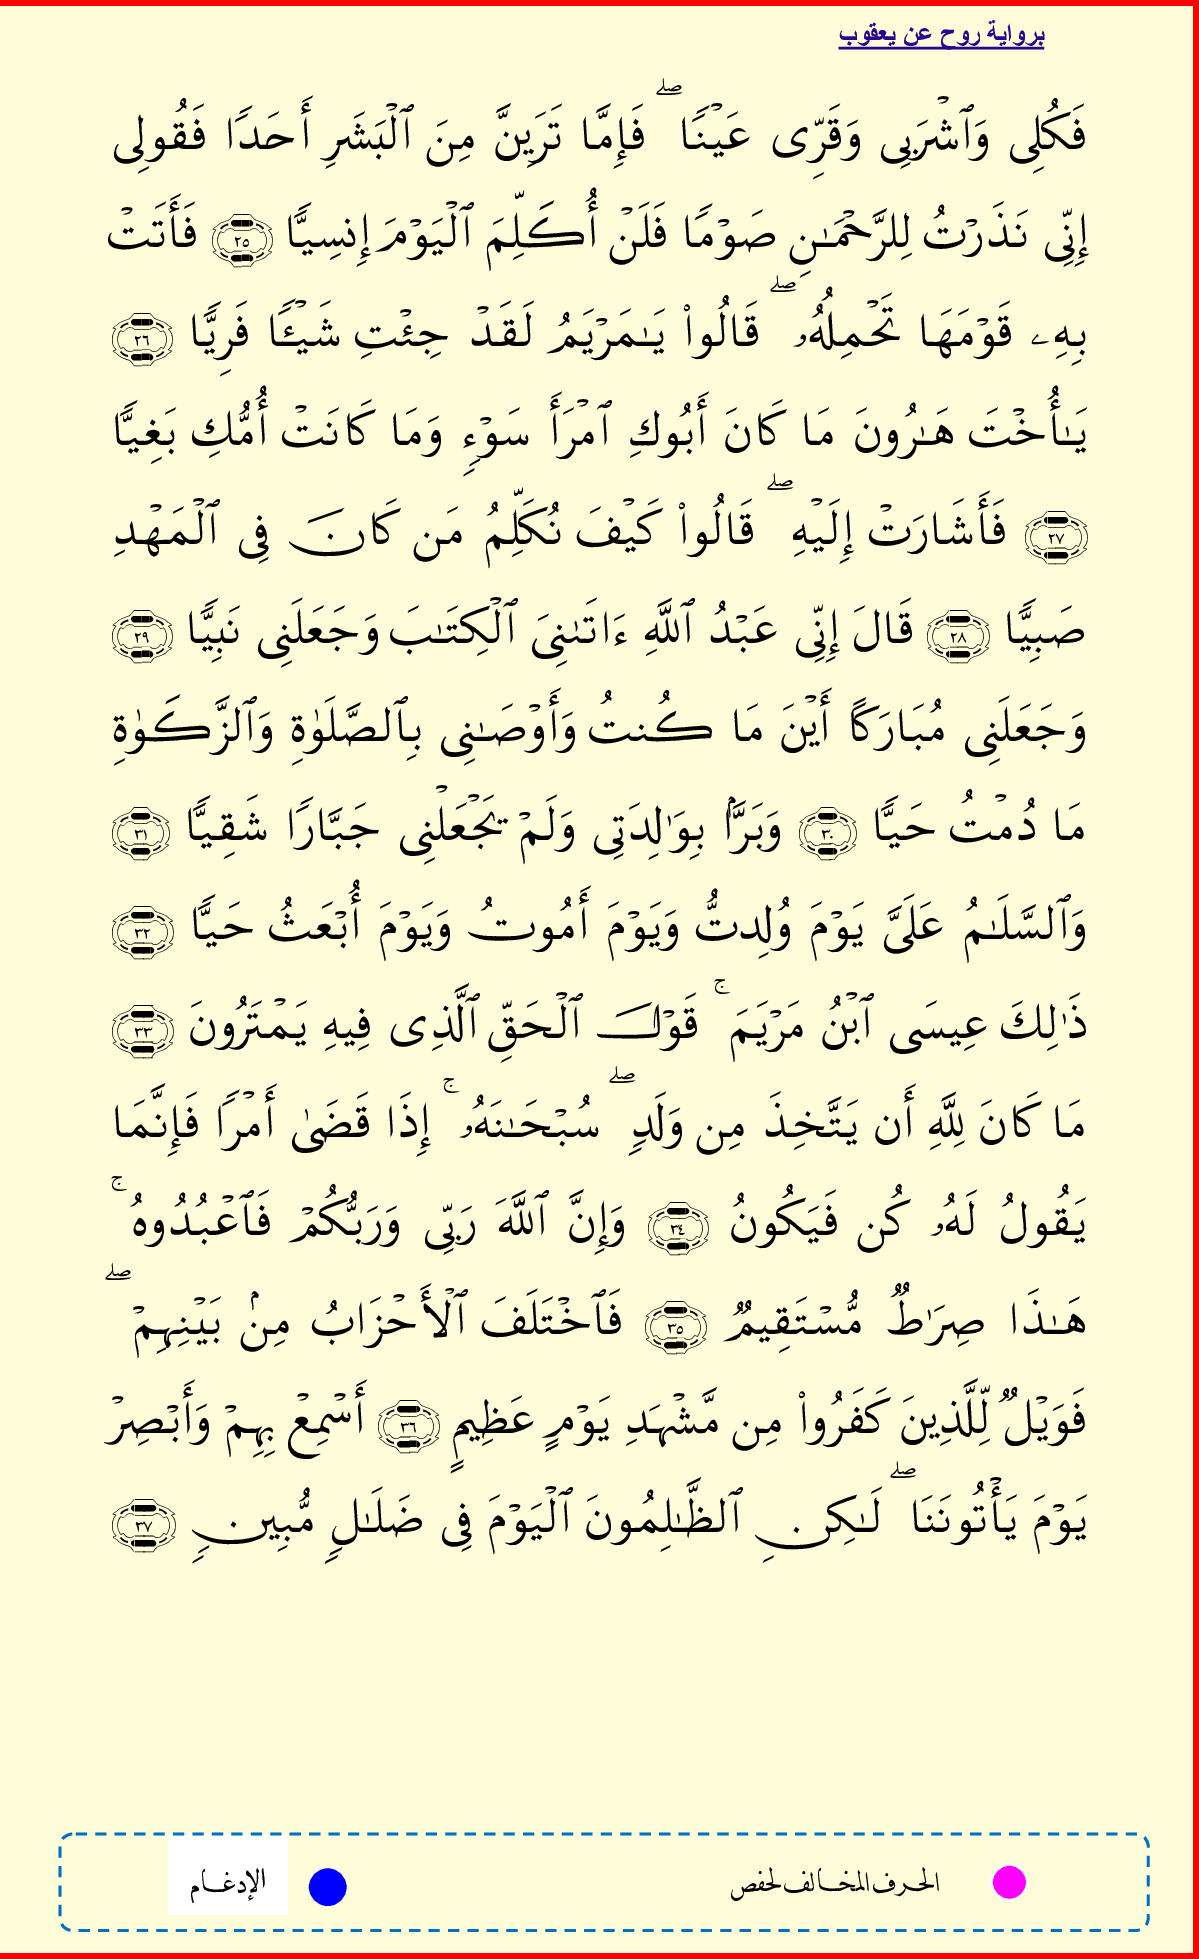 برواية روح عن يعقوب
فَكُلِى وَٱشْرَبِى وَقَرِّى عَيْنًاۖ فَإِمَّا تَرَيِنَّ مِنَ ٱلْبَشَرِ أَحَدًا فَقُولِى
إِنِّى نَذَرْتُ لِلرَّحْمَـٰنِ صَوْمًا فَلَنْ أُكَلِّمَ ٱلْيَوْمَ إِنسِيًّا ٢٥ فَأَتَتْ
بِهِۦ قَوْمَهَا تَحْمِلُهُۥۖ قَالُوا۟ يَـٰمَرْيَمُ لَقَدْ جِئْتِ شَيْـًٔا فَرِيًّا ٢٦
يَـٰٓأُخْتَ هَـٰرُونَ مَا كَانَ أَبُوكِ ٱمْرَأَ سَوْءٍ وَمَا كَانَتْ أُمُّكِ بَغِيًّا
٢٧ فَأَشَارَتْ إِلَيْهِۖ قَالُوا۟ كَيْفَ نُكَلِّمُ مَن كَانَ فِى ٱلْمَهْدِ
صَبِيًّا ٢٨ قَالَ إِنِّى عَبْدُ ٱللَّهِ ءَاتَىٰنِىَ ٱلْكِتَـٰبَ وَجَعَلَنِى نَبِيًّا ٢٩
وَجَعَلَنِى مُبَارَكًا أَيْنَ مَا كُنتُ وَأَوْصَـٰنِى بِٱلصَّلَوٰةِ وَٱلزَّكَوٰةِ
مَا دُمْتُ حَيًّا ٣٠ وَبَرًّۢا بِوَٰلِدَتِى وَلَمْ يَجْعَلْنِى جَبَّارًا شَقِيًّا ٣١
وَٱلسَّلَـٰمُ عَلَىَّ يَوْمَ وُلِدتُّ وَيَوْمَ أَمُوتُ وَيَوْمَ أُبْعَثُ حَيًّا ٣٢
ذَٰلِكَ عِيسَى ٱبْنُ مَرْيَمَۚ قَوْلَ ٱلْحَقِّ ٱلَّذِى فِيهِ يَمْتَرُونَ ٣٣
مَا كَانَ لِلَّهِ أَن يَتَّخِذَ مِن وَلَدٍۖ سُبْحَـٰنَهُۥۚ إِذَا قَضَىٰ أَمْرًا فَإِنَّمَا
يَقُولُ لَهُۥ كُن فَيَكُونُ ٣٤ وَإِنَّ ٱللَّهَ رَبِّى وَرَبُّكُمْ فَٱعْبُدُوهُۚ
هَـٰذَا صِرَٰطٌ مُّسْتَقِيمٌ ٣٥ فَٱخْتَلَفَ ٱلْأَحْزَابُ مِنۢ بَيْنِهِمْۖ
فَوَيْلٌ لِّلَّذِينَ كَفَرُوا۟ مِن مَّشْهَدِ يَوْمٍ عَظِيمٍ ٣٦ أَسْمِعْ بِهِمْ وَأَبْصِرْ
يَوْمَ يَأْتُونَنَاۖ لَـٰكِنِ ٱلظَّـٰلِمُونَ ٱلْيَوْمَ فِى ضَلَـٰلٍ مُّبِينٍ ٣٧
الحرف المخالف لحفص
الإدغام